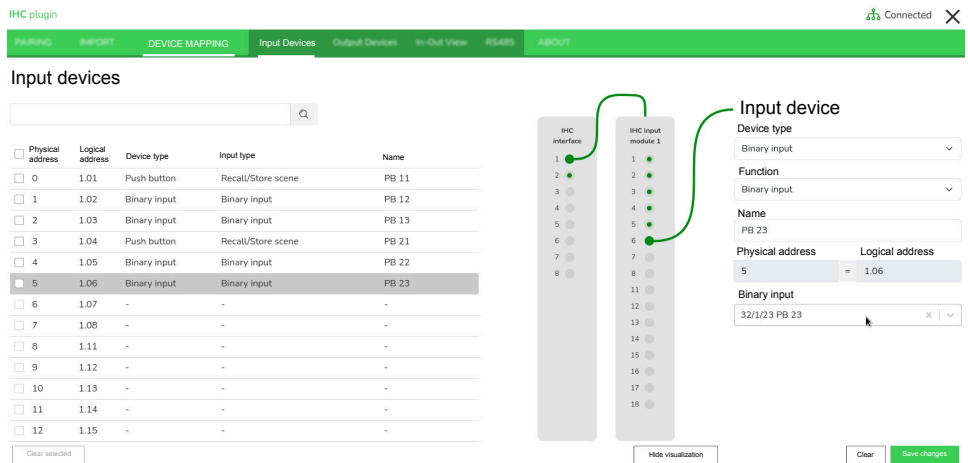 IHC plugin
Connected
PAIRING IMPORT DEVICE MAPPING Input Devices Output Devices In-Out View RS485 ABOUT
Input devices
Physical address Logical address Device type Input type Name
0 1.01 Push button Recall/Store scene PB 11
1 1.02 Binary input Binary input PB 12
2 1.03 Binary input Binary input PB 13
3 1.04 Push button Recall/Store scene PB 21
4 1.05 Binary input Binary input PB 22
5 1.06 Binary input Binary input PB 23
6 1.07 - - -
7 1.08 - - -
8 1.11 - - -
9 1.12 - - -
10 1.13 - - -
11 1.14 - - -
12 1.15 - - -
Clear selected
IHC
interface
1
2
3
4
5
6
7
8
IHC input
module 1
1
2
3
4
5
6
7
8
11
12
13
14
15
16
17
18
Hide visualization
Input device
Device type
Binary input
Function
Binary input
Name
PB 23
Physical address Logical address
5 = 1.06
Binary input
32/1/23 PB 23
Clear Save changes